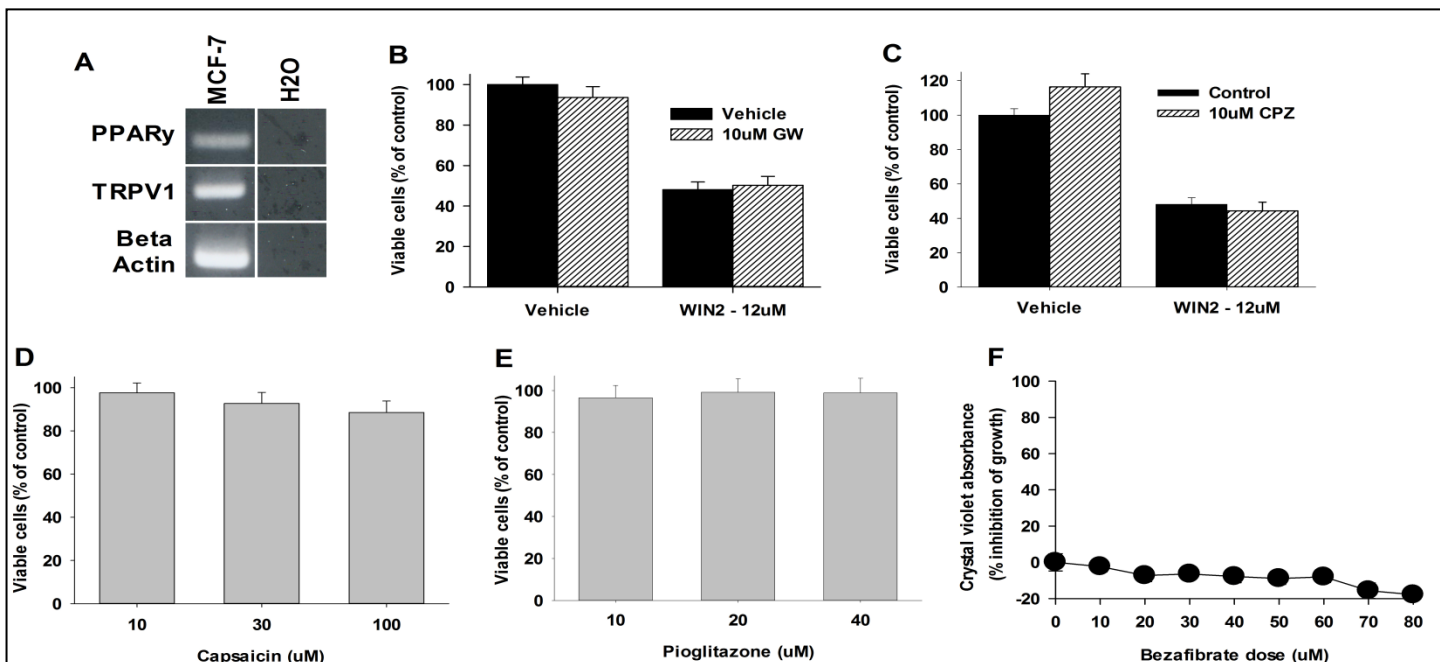 A
MCF-7
H2O
PPARy
TRPV1
Beta
Actin
B
Viable cells (% of control)
100
80
60
40
20
0
Vehicle
10uM GW
Vehicle
WIN2 - 12uM
C
Viable cells (% of control)
120
100
80
60
40
20
0
Control
10uM CPZ
Vehicle
WIN2 - 12uM
D
Viable cells (% of control)
100
80
60
40
20
0
10 30 100
Capsaicin (uM)
E
Viable cells (% of control)
100
80
60
40
20
0
10 20 40
Pioglitazone (uM)
F
Crystal violet absorbance
(% inhibition of growth)
100
80
60
40
20
0
-20
0 10 20 30 40 50 60 70 80
Bezafibrate dose (uM)